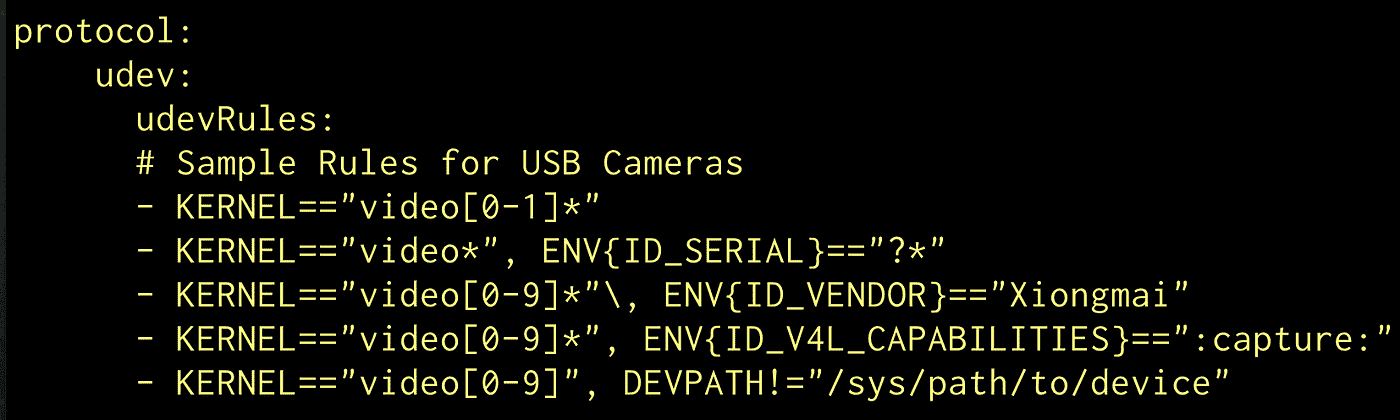 protocol:
udev:
udevRules:
# Sample Rules for USB Cameras
- KERNEL=="video[0-1]*"
- KERNEL=="video*", ENV{ID_SERIAL}=="?*"
- KERNEL=="video[0-9]*"\, ENV{ID_VENDOR}=="Xiongmai"
- KERNEL=="video[0-9]*", ENV{ID_V4L_CAPABILITIES}==":capture:"
- KERNEL=="video[0-9]", DEVPATH!="/sys/path/to/device"